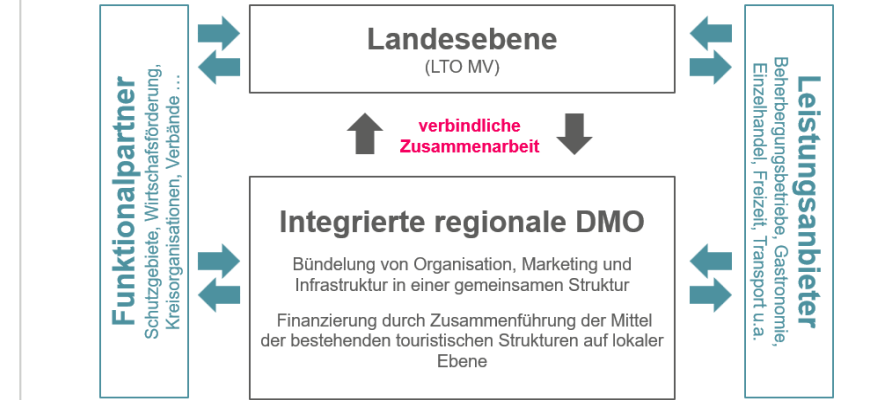 Funktionalpartner
Schutzgebiete, Wirtschafsförderung,
Kreisorganisationen, Verbände …
Landesebene
(LTO MV)
verbindliche
Zusammenarbeit
Integrierte regionale DMO
Bündelung von Organisation, Marketing und
Infrastruktur in einer gemeinsamen Struktur
Finanzierung durch Zusammenführung der Mittel
der bestehenden touristischen Strukturen auf lokaler
Ebene
Leistungsanbieter
Beherbergungsbetriebe, Gastronomie,
Einzelhandel, Freizeit, Transport u.a.